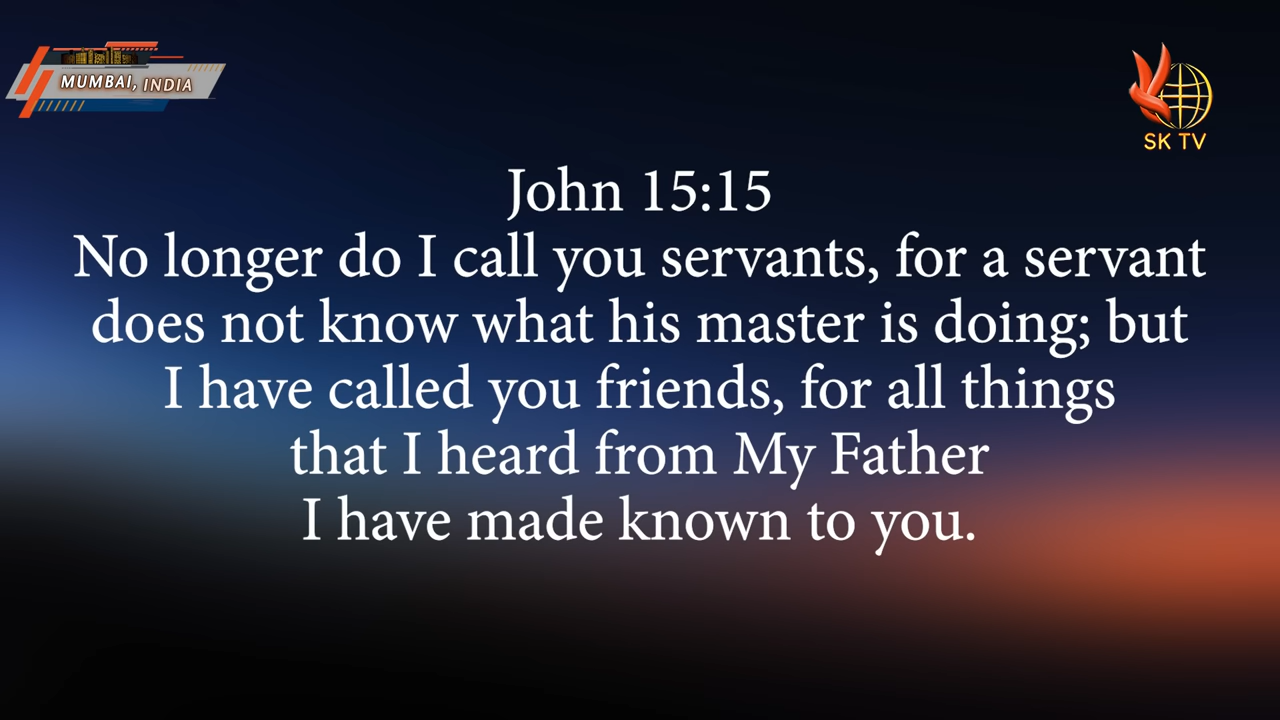 MUMBAI, INDIA
SK TV
John 15:15
No longer do I call you servants, for a servant
does not know what his master is doing; but
I have called you friends, for all things
that I heard from My Father
I have made known to you.